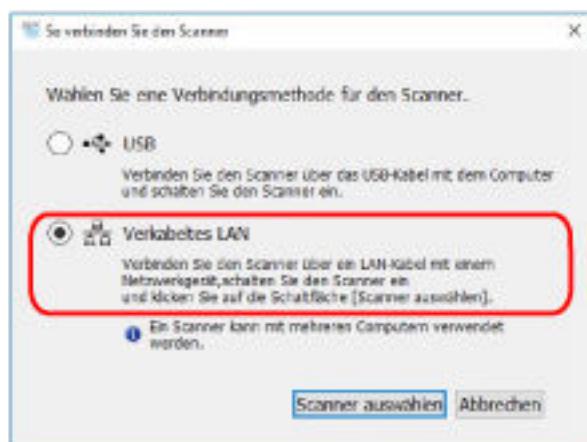 So verbinden Sie den Scanner
Wählen Sie eine Verbindungsmethode für den Scanner.
USB
Verbinden Sie den Scanner über das USB-Kabel mit dem Computer
und schalten Sie den Scanner ein.
Verkabeltes LAN
Verbinden Sie den Scanner über ein LAN-Kabel mit einem
Netzwerkgerät,schalten Sie den Scanner ein
und klicken Sie auf die Schaltfläche [Scanner auswählen].
Ein Scanner kann mit mehreren Computern verwendet
werden.
Scanner auswählen Abbrechen